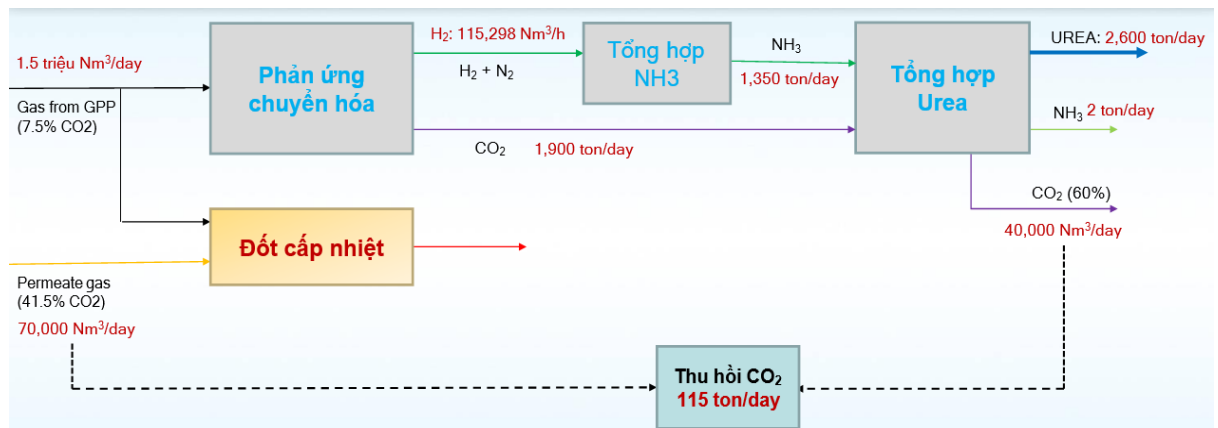 1.5 triệu Nm³/day
Gas from GPP
(7.5% CO2)
Phản ứng
chuyển hóa
H₂: 115,298 Nm³/h
H₂ + N₂
Tổng hợp
NH3
NH₃
1,350 ton/day
CO₂ 1,900 ton/day
Tổng hợp
Urea
UREA: 2,600 ton/day
NH₃ 2 ton/day
CO₂ (60%)
40,000 Nm³/day
Đốt cấp nhiệt
Permeate gas
(41.5% CO2)
70,000 Nm³/day
Thu hồi CO₂
115 ton/day